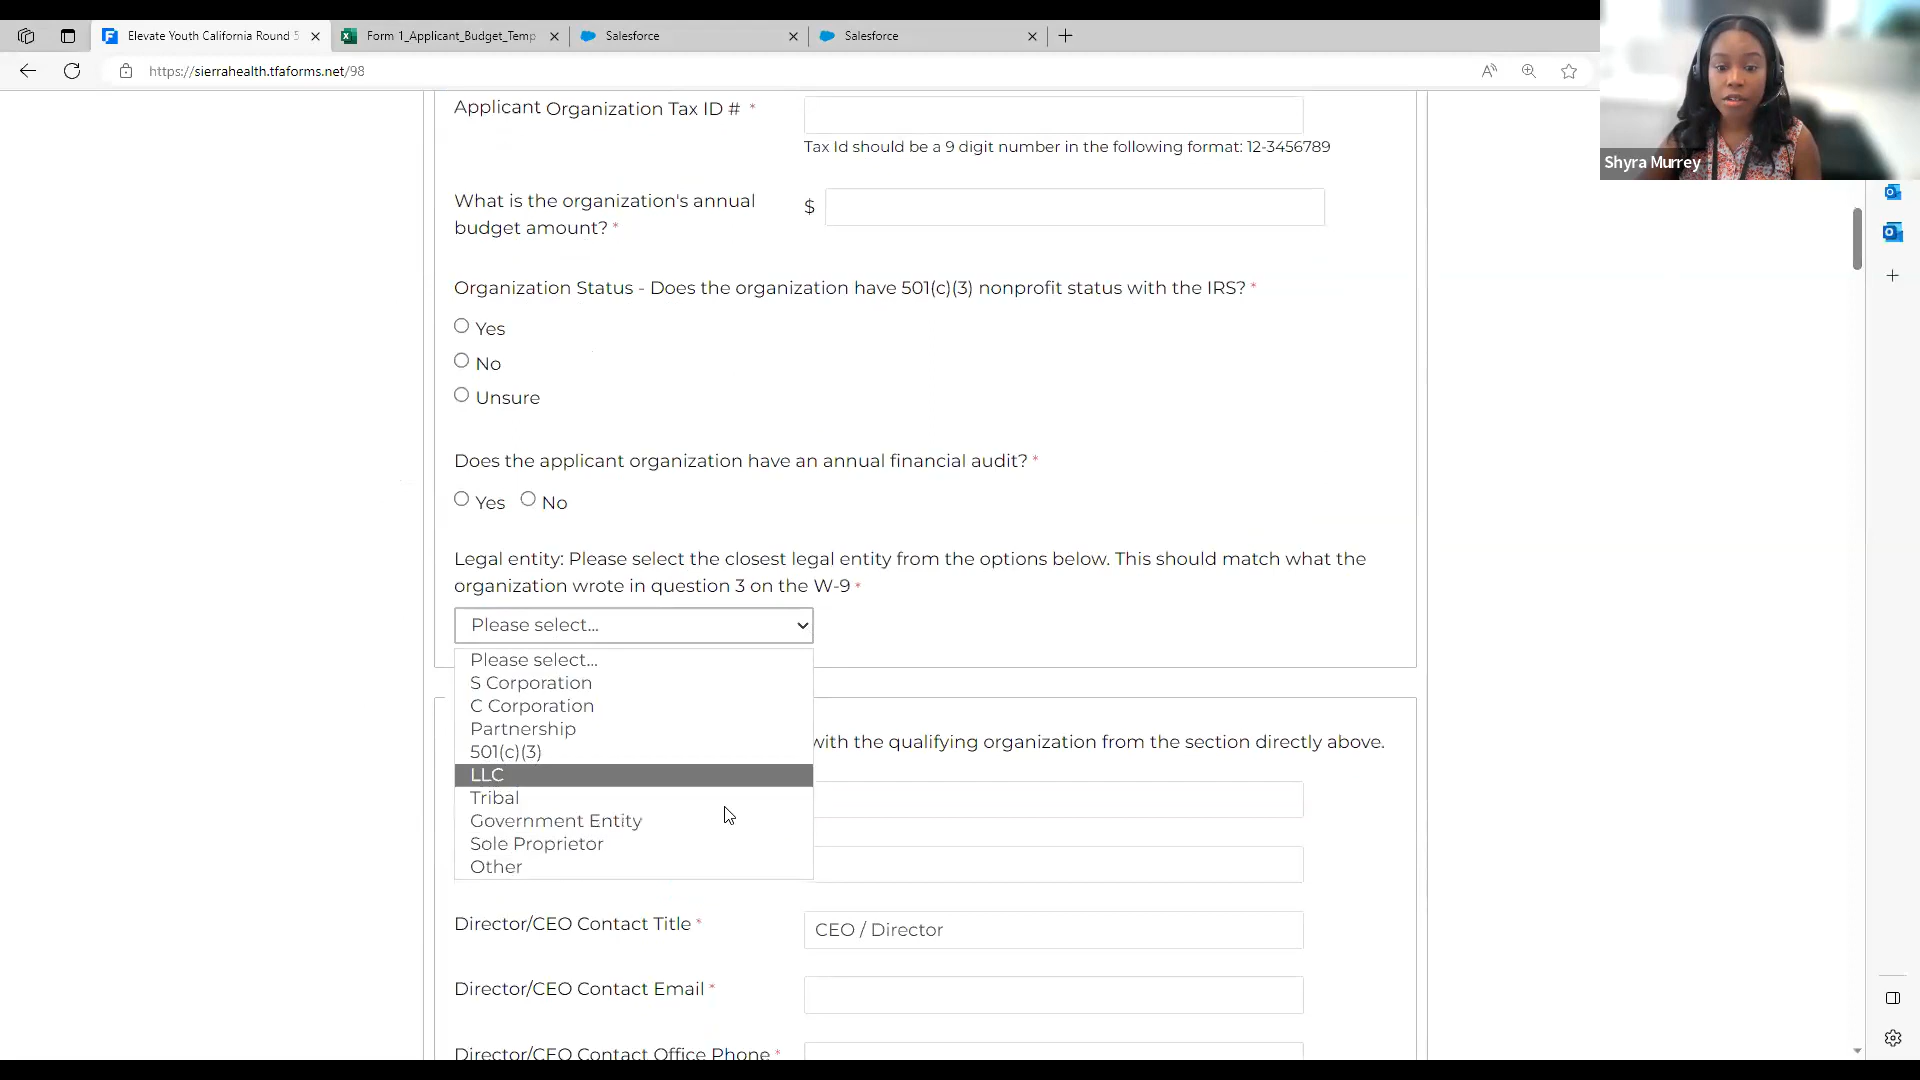 Elevate Youth California Round 5
Form 1_Applicant_Budget_Temp
Salesforce
Salesforce
https://sierrahealth.tfaforms.net/98
Shyra Murrey
Applicant Organization Tax ID # *
Tax Id should be a 9 digit number in the following format: 12-3456789
What is the organization's annual
budget amount? *
$
Organization Status - Does the organization have 501(c)(3) nonprofit status with the IRS? *
Yes
No
Unsure
Does the applicant organization have an annual financial audit? *
Yes No
Legal entity: Please select the closest legal entity from the options below. This should match what the
organization wrote in question 3 on the W-9 *
Please select...
Please select...
S Corporation
C Corporation
Partnership
501(c)(3)
with the qualifying organization from the section directly above.
LLC
Tribal
Government Entity
Sole Proprietor
Other
Director/CEO Contact Title *
CEO / Director
Director/CEO Contact Email *
Director/CEO Contact Office Phone *